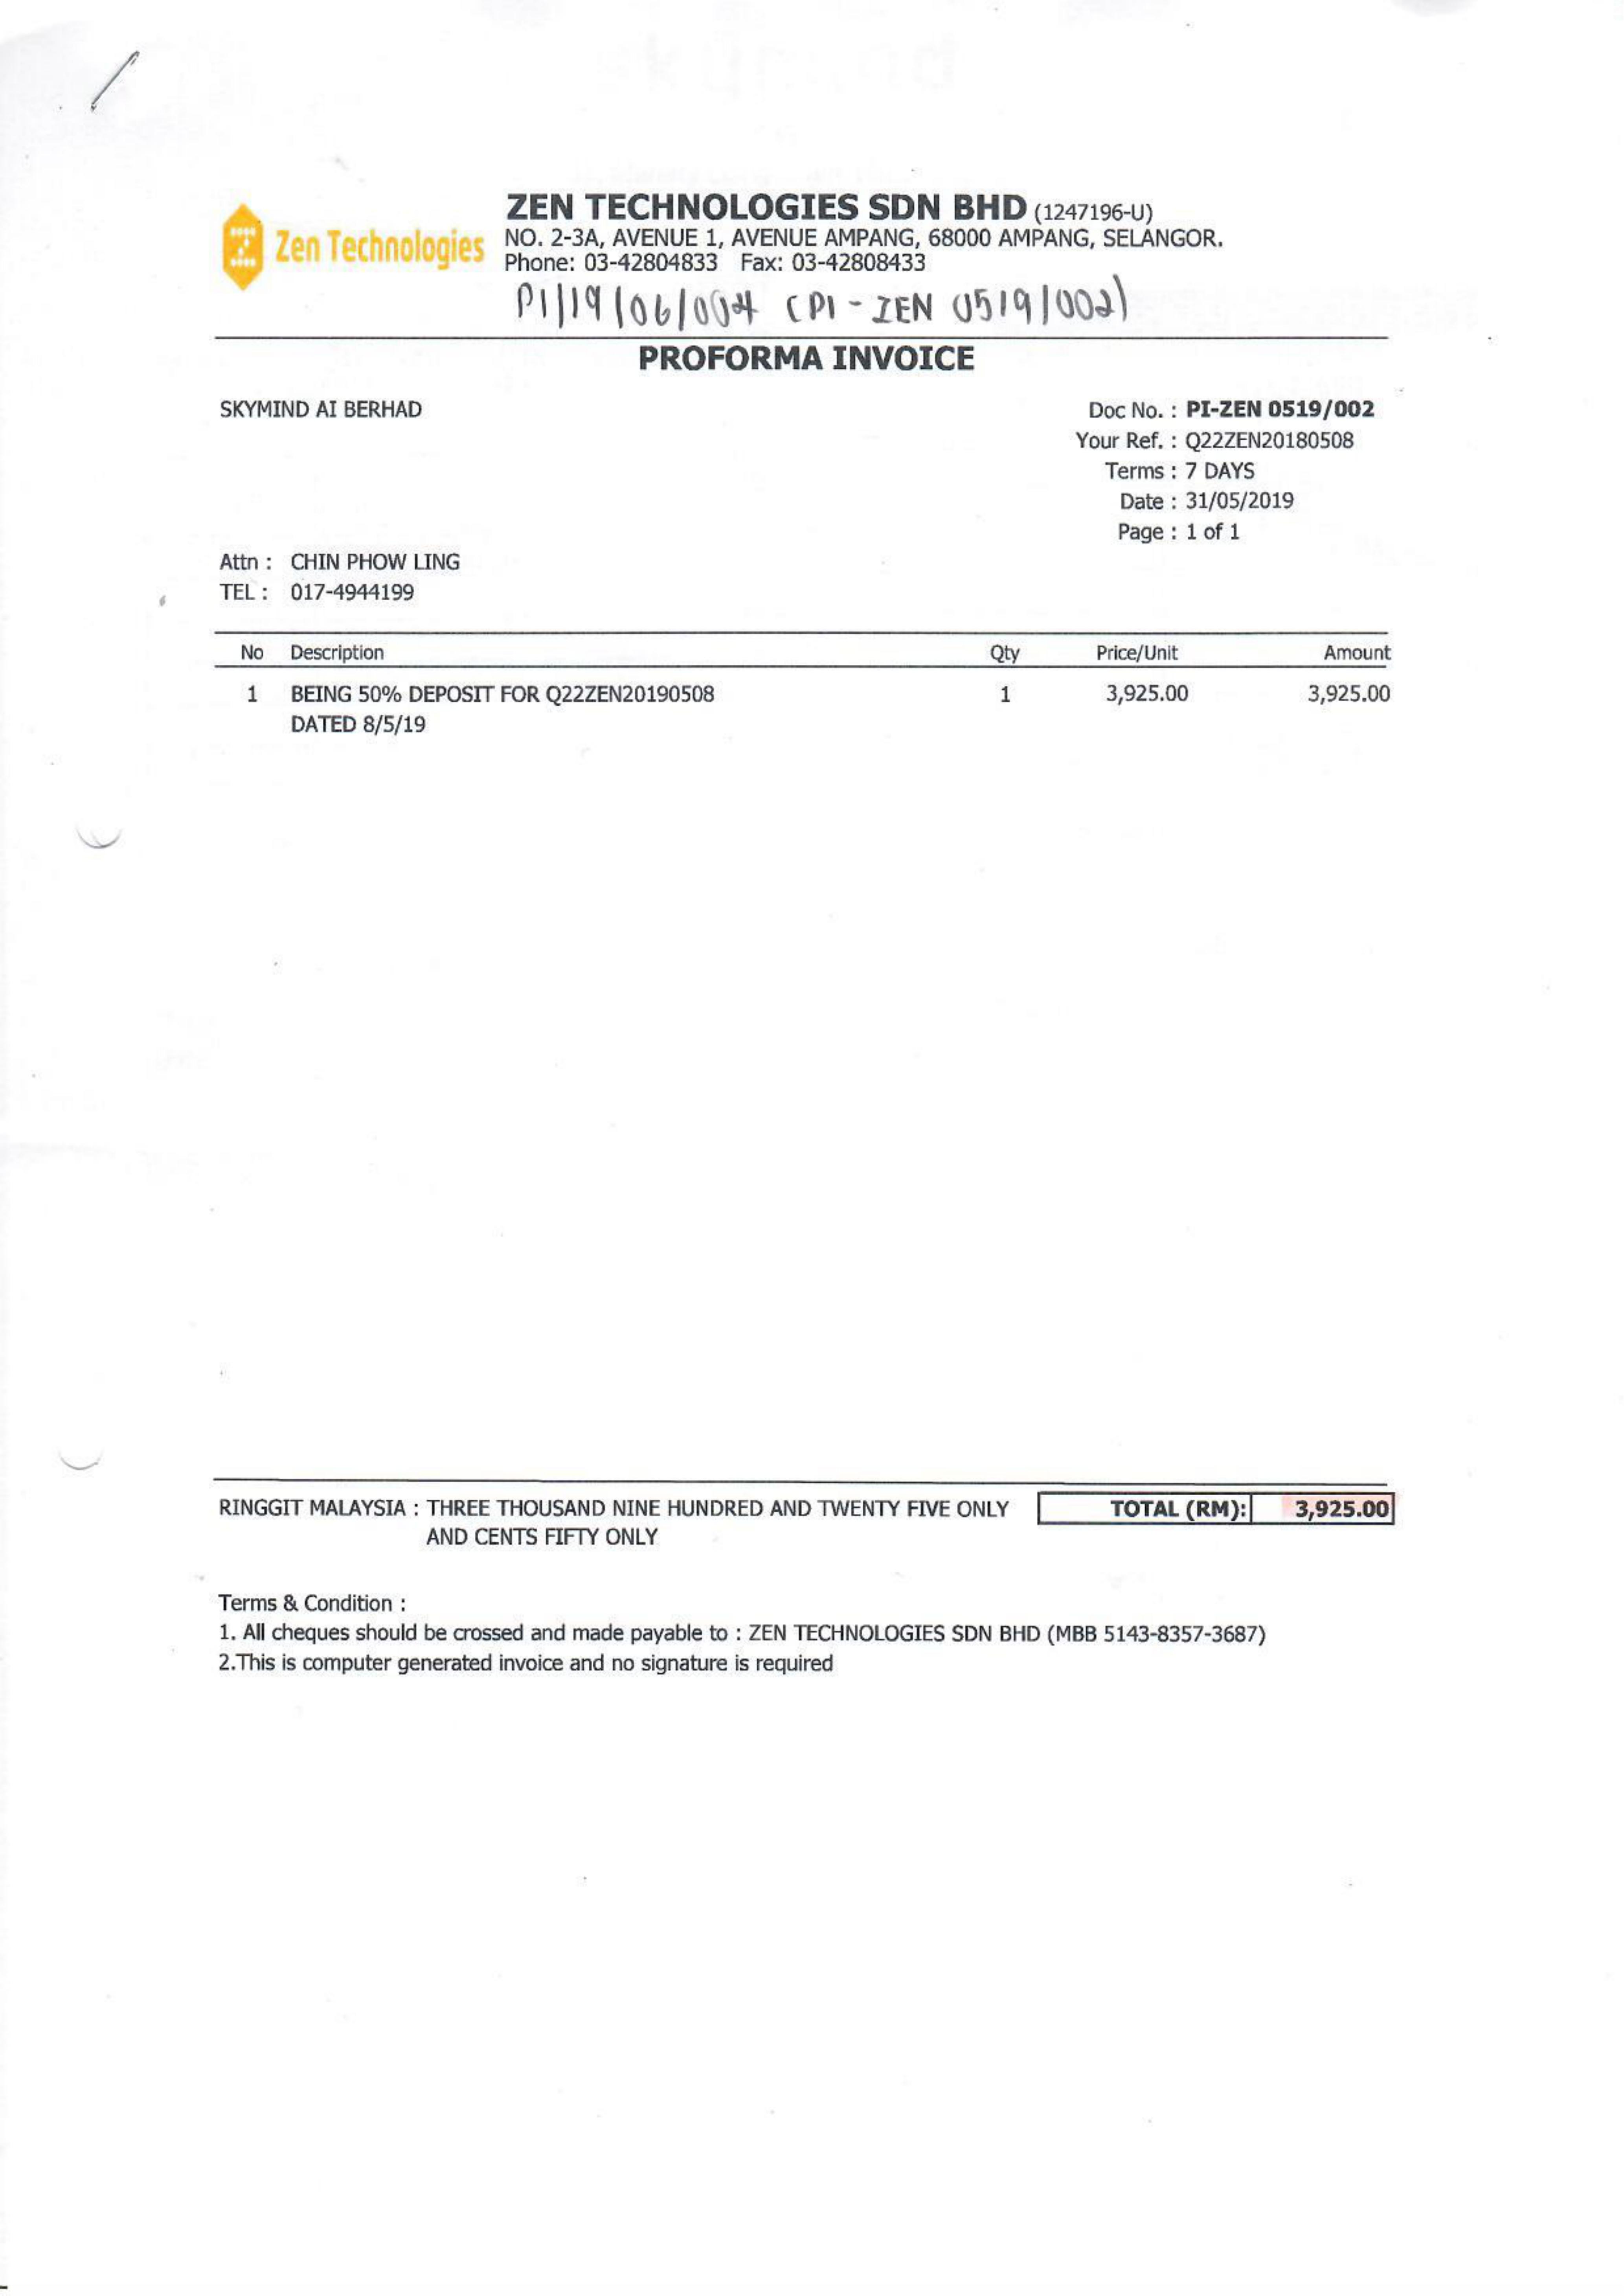 ZEN TECHNOLOGIES SDN BHD (1247196-U)
Zen Technologies
NO. 2-3A, AVENUE 1, AVENUE AMPANG, 68000 AMPANG, SELANGOR.
Phone: 03-42804833 Fax: 03-42808433
PI/19/06/004 (PI-ZEN 0519/002)
PROFORMA INVOICE
SKYMIND AI BERHAD
Doc No. : PI-ZEN 0519/002
Your Ref. : Q22ZEN20180508
Terms : 7 DAYS
Date : 31/05/2019
Page : 1 of 1
Attn : CHIN PHOW LING
TEL : 017-4944199
No Description Qty Price/Unit Amount
1 BEING 50% DEPOSIT FOR Q22ZEN20190508 1 3,925.00 3,925.00
DATED 8/5/19
RINGGIT MALAYSIA : THREE THOUSAND NINE HUNDRED AND TWENTY FIVE ONLY TOTAL (RM): 3,925.00
AND CENTS FIFTY ONLY
Terms & Condition :
1. All cheques should be crossed and made payable to : ZEN TECHNOLOGIES SDN BHD (MBB 5143-8357-3687)
2.This is computer generated invoice and no signature is required